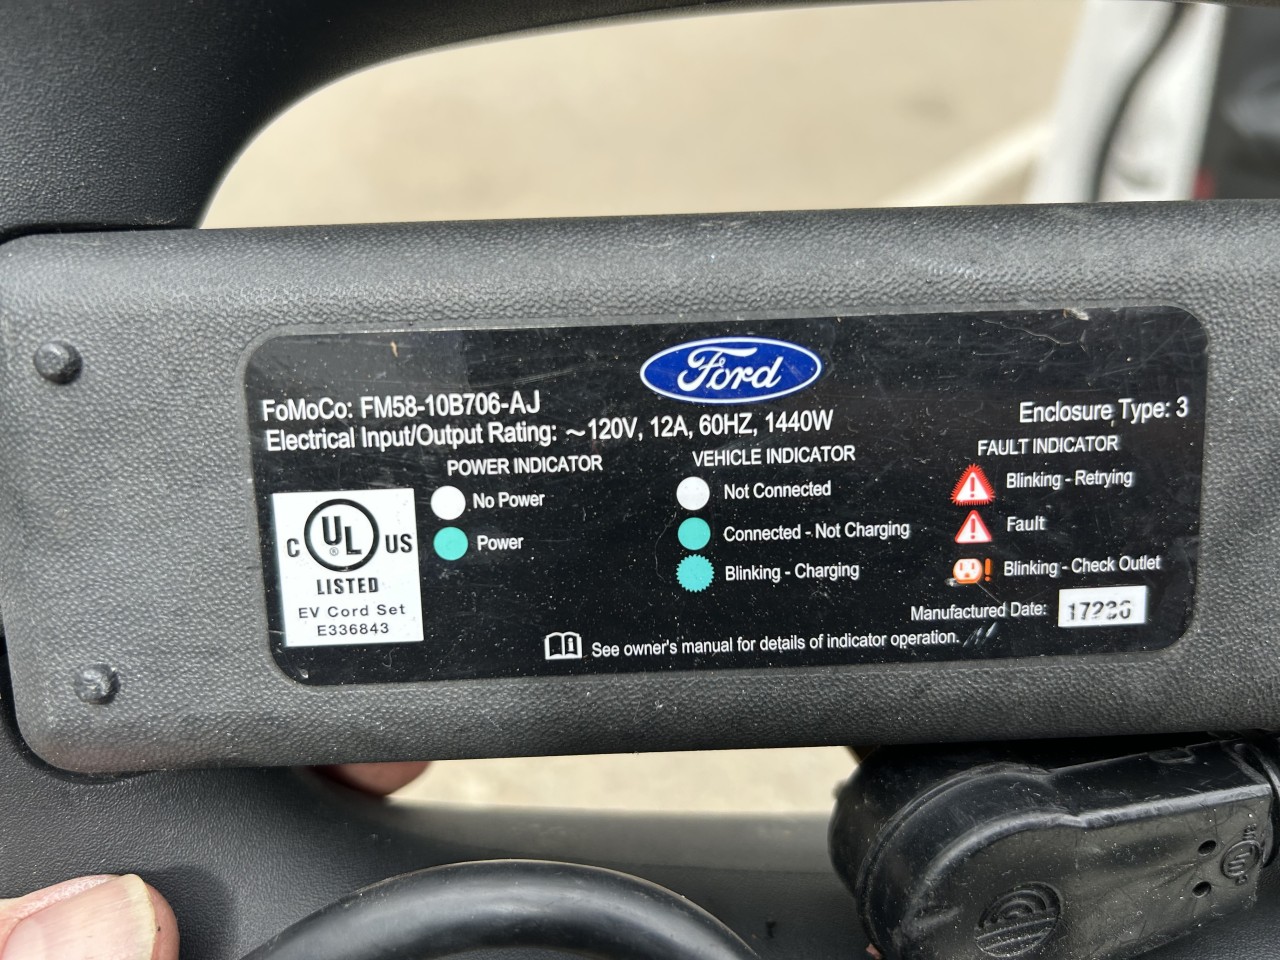 Ford
FoMoCo: FM58-10B706-AJ
Enclosure Type: 3
Electrical Input/Output Rating: ~120V, 12A, 60HZ, 1440W
POWER INDICATOR
No Power
Power
VEHICLE INDICATOR
Not Connected
Connected - Not Charging
Blinking - Charging
FAULT INDICATOR
Blinking - Retrying
Fault
Blinking - Check Outlet
C UL US
®
LISTED
EV Cord Set
E336843
Manufactured Date:
See owner's manual for details of indicator operation.
UL